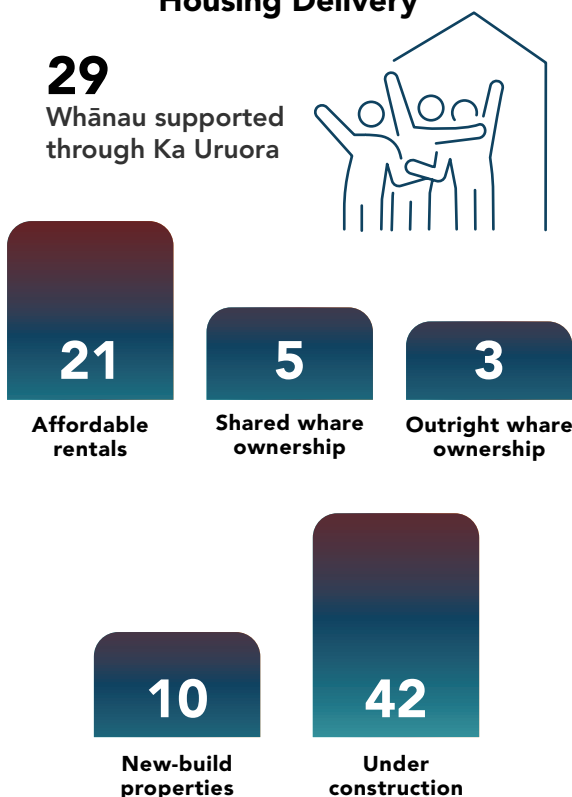 Housing Delivery
29
Whānau supported
through Ka Uruora
21
5
3
Affordable
rentals
Shared whare
ownership
Outright whare
ownership
10
42
New-build
properties
Under
construction